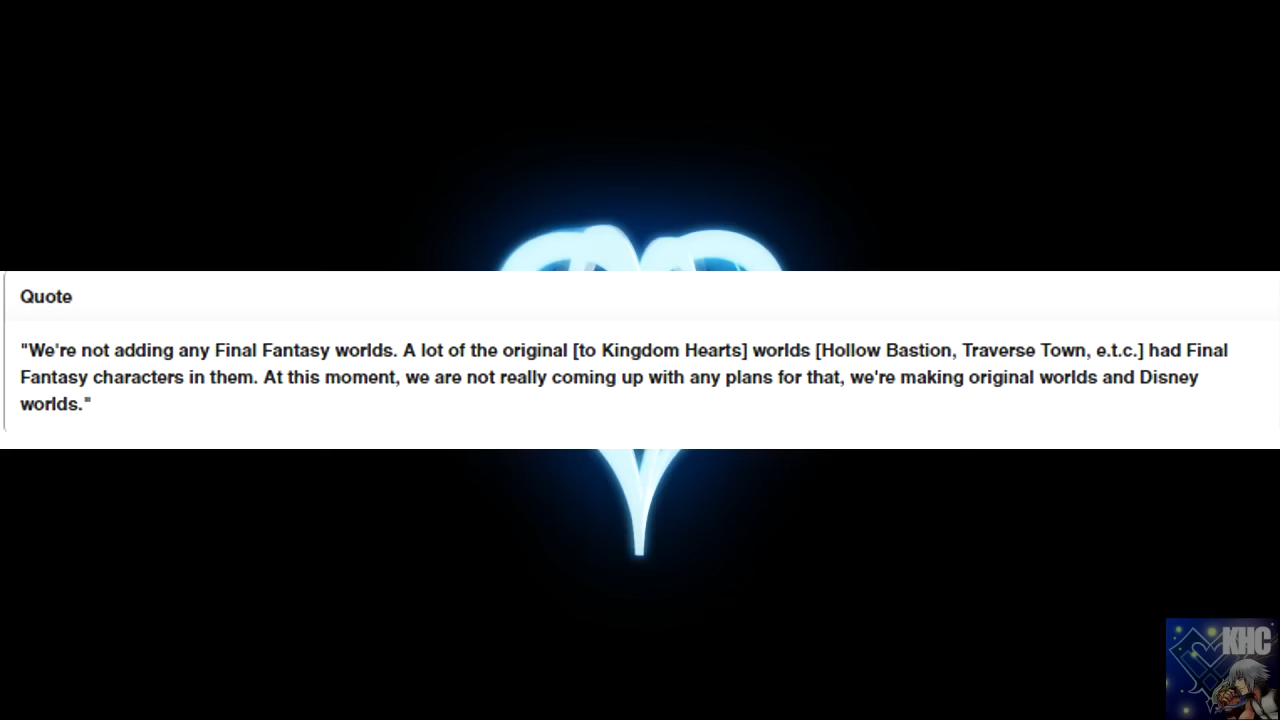 Quote
"We're not adding any Final Fantasy worlds. A lot of the original [to Kingdom Hearts] worlds [Hollow Bastion, Traverse Town, e.t.c.] had Final
Fantasy characters in them. At this moment, we are not really coming up with any plans for that, we're making original worlds and Disney
worlds."
KHC